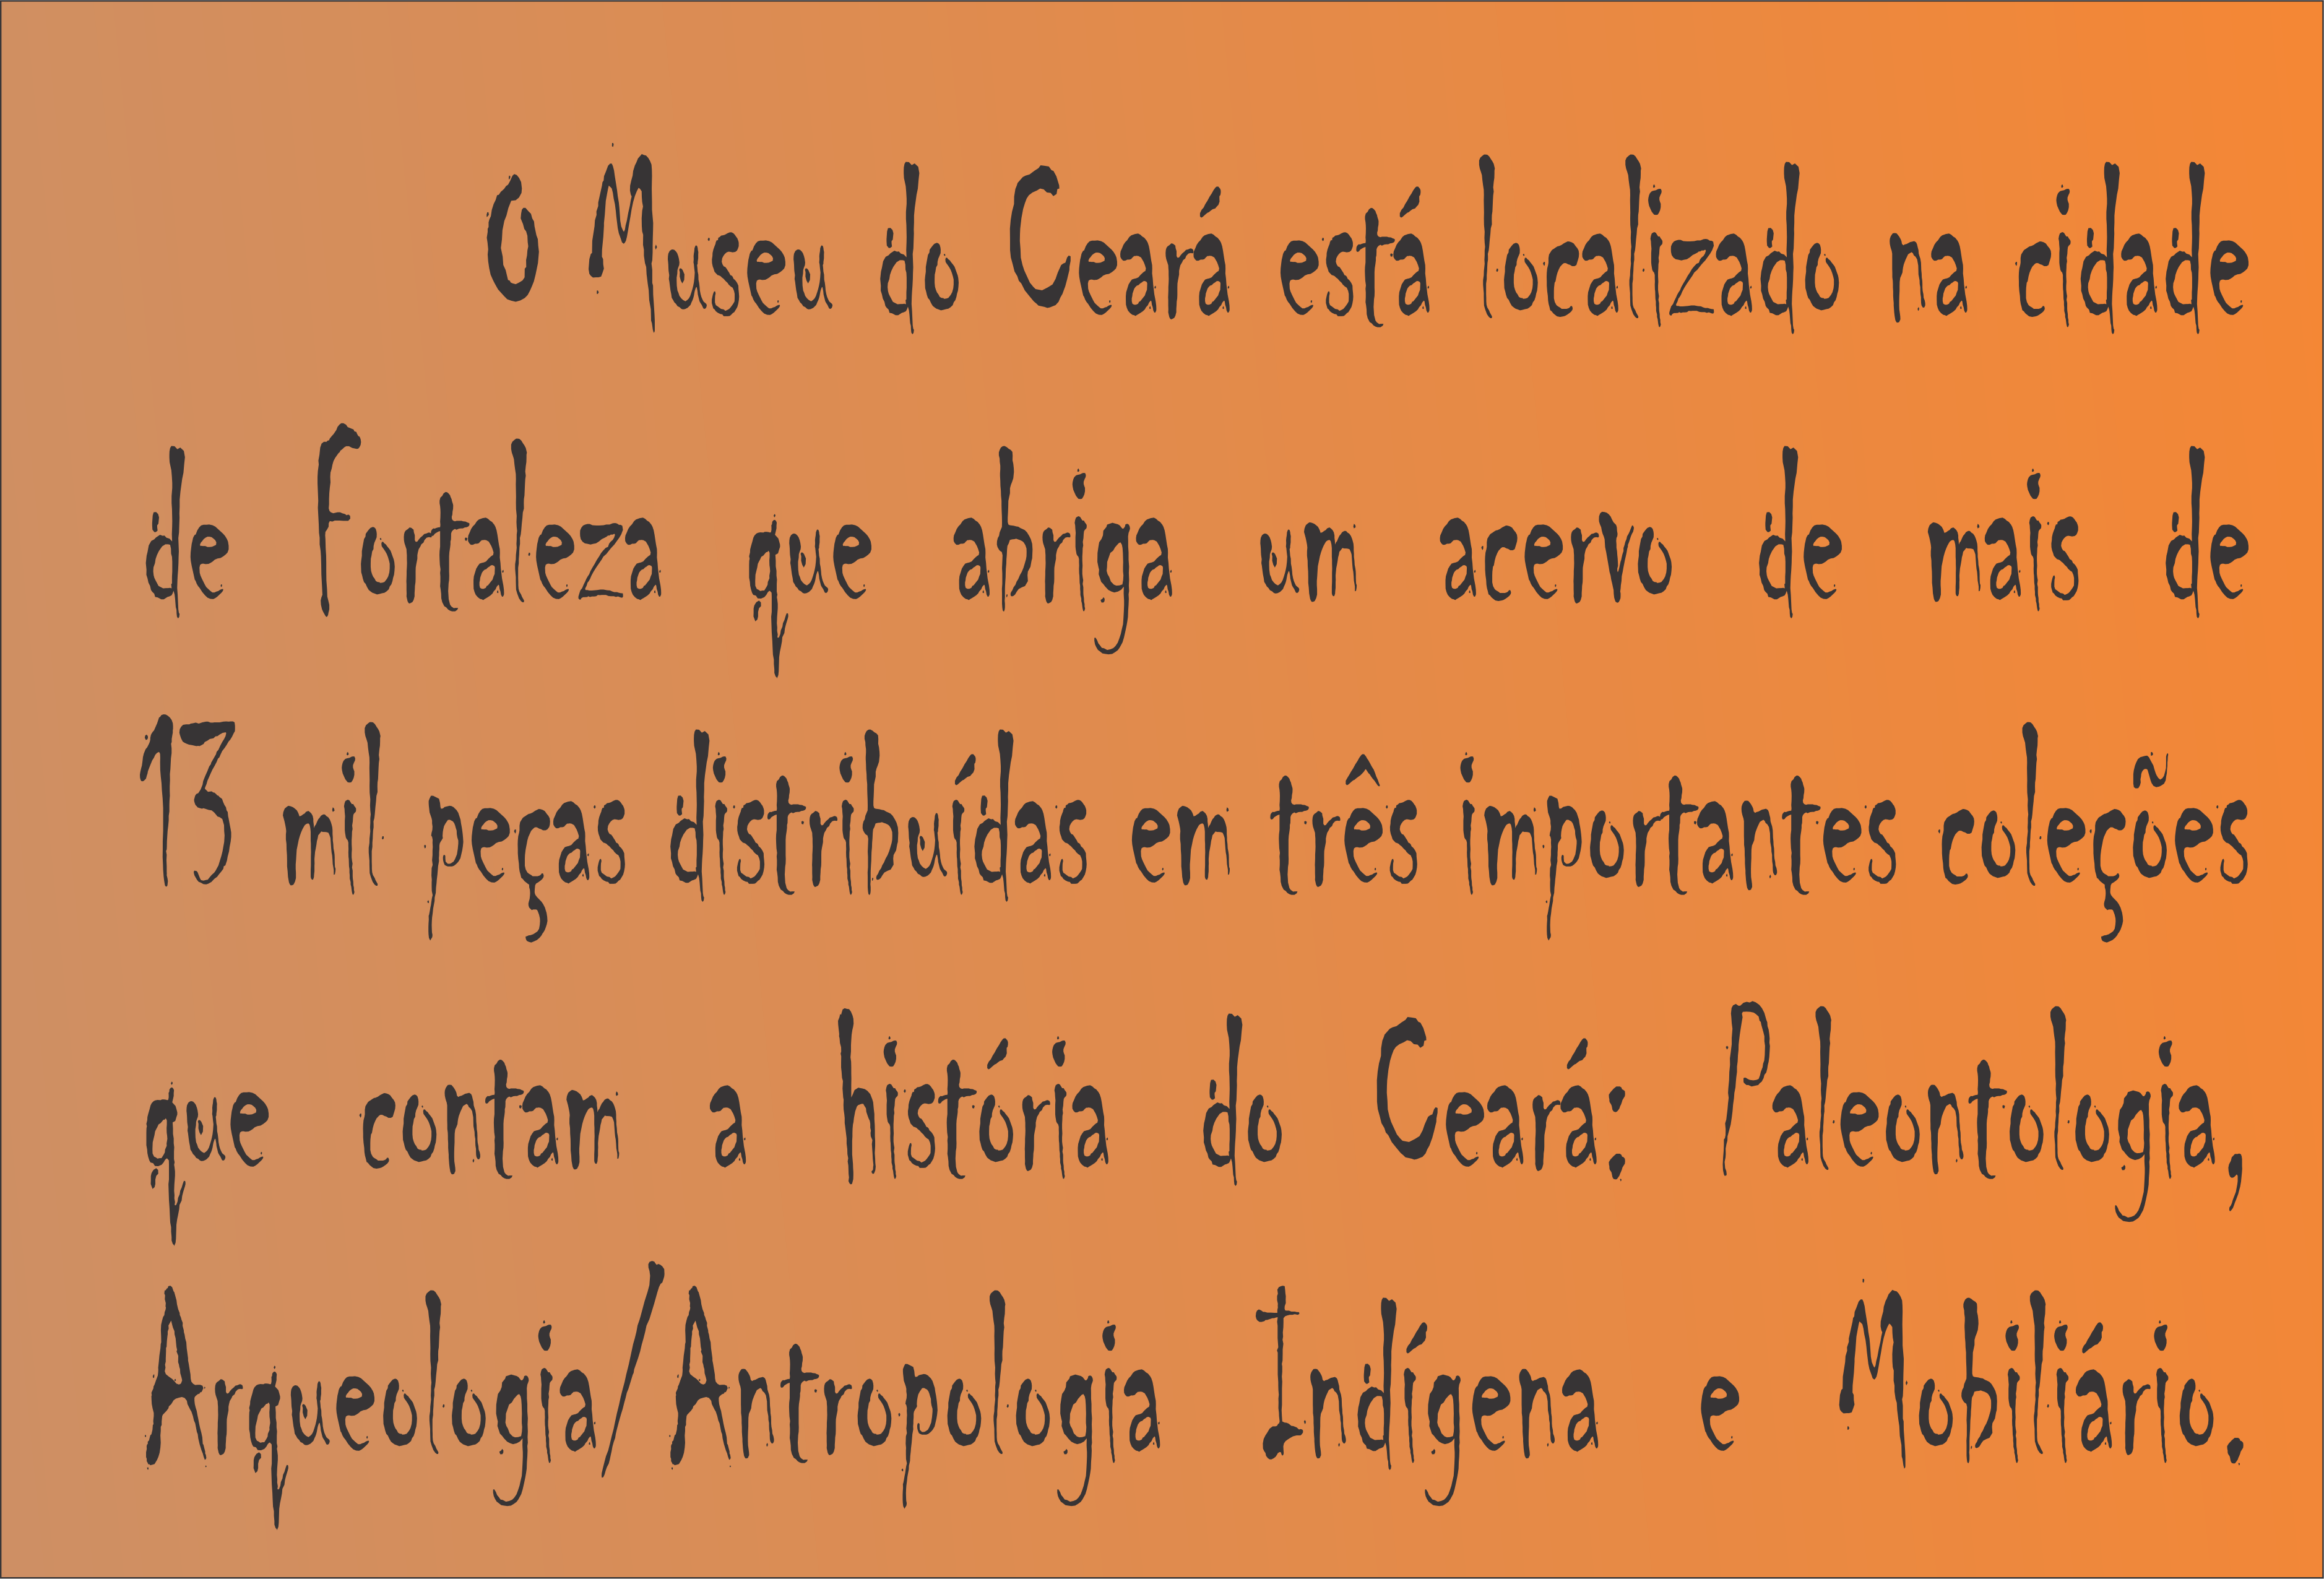 O Museu do Ceará está localizado na cidade
de Fortaleza que abriga um acervo de mais de
13 mil peças distribuídas em três importantes coleções
que contam a história do Ceará: Paleontologia,
Arqueologia/Antropologia Indígena e Mobiliário.